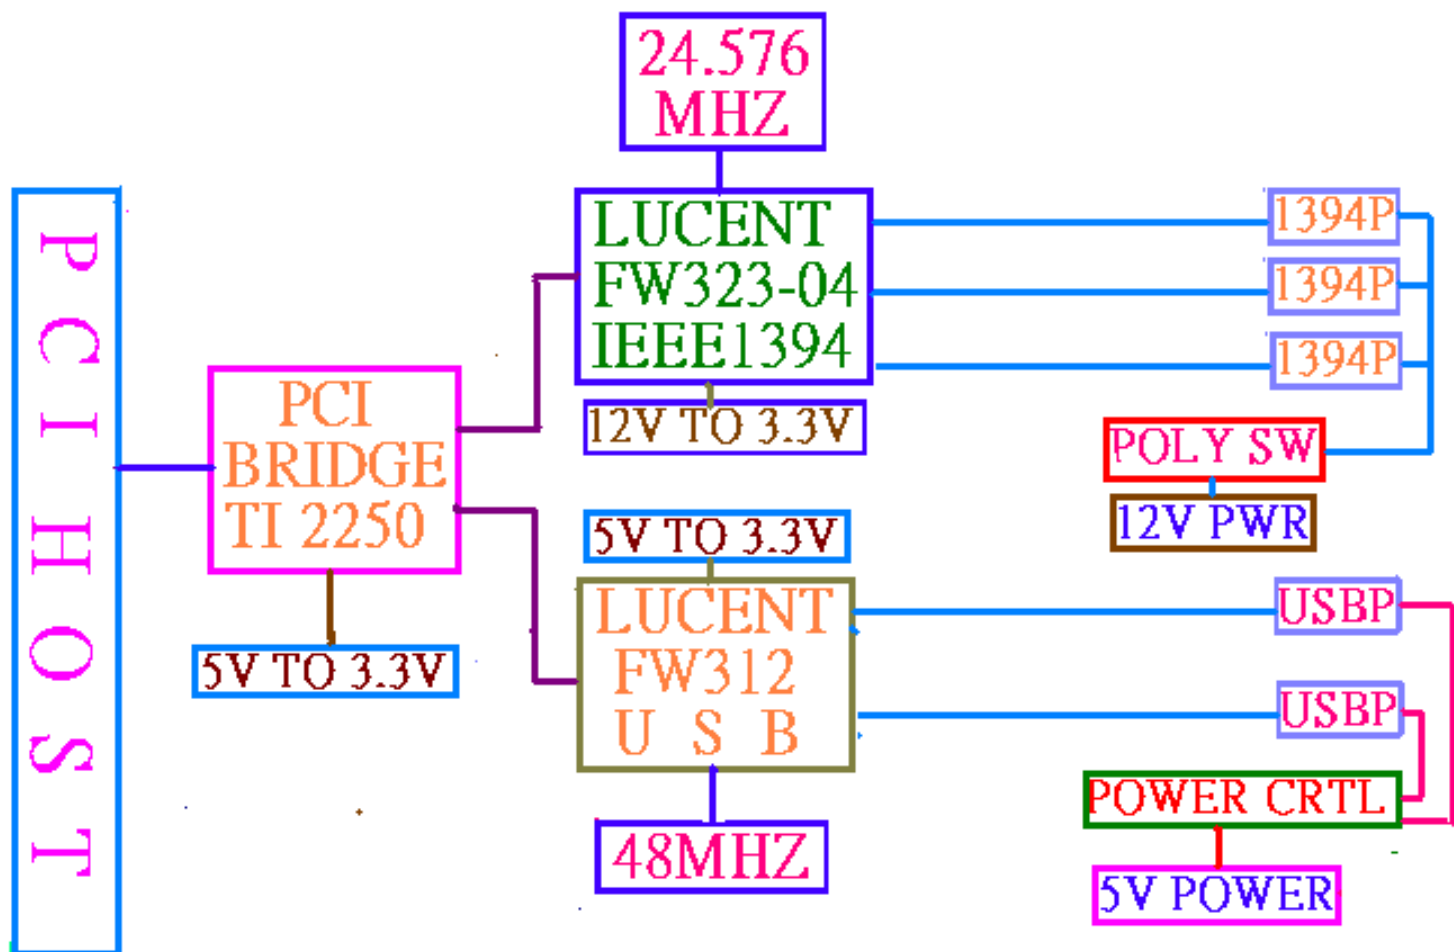 24.576
MHZ
PCI HOST
LUCENT
FW323-04
IEEE1394
1394P
1394P
1394P
12V TO 3.3V
PCI
BRIDGE
TI 2250
POLY SW
12V PWR
5V TO 3.3V
5V TO 3.3V
LUCENT
FW312
U S B
USBP
USBP
POWER CRTL
48MHZ
5V POWER